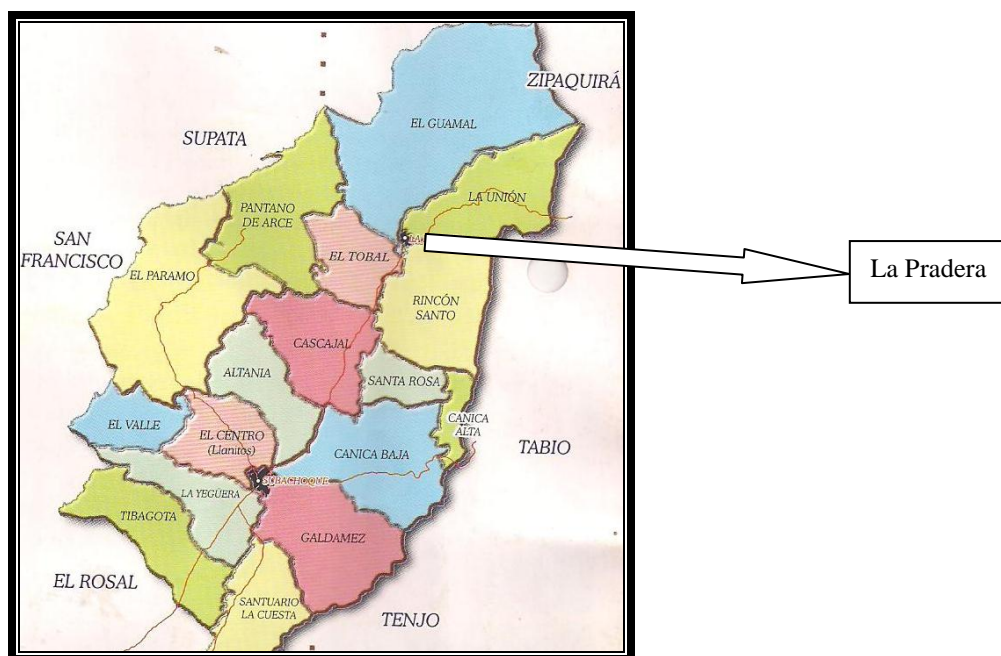 ZIPAQUIRÁ
EL GUAMAL
SUPATA
LA UNIÓN
PANTANO
DE ARCE
SAN
FRANCISCO
EL TOBAL
EL PARAMO
La Pradera
RINCÓN
SANTO
CASCAJAL
ALTANIA
SANTA ROSA
EL VALLE
CANICA
ALTA
EL CENTRO
(Llanitos)
CANICA BAJA
TABIO
SUBACHOQUE
LA YEGÜERA
TIBAGOTA
GALDAMEZ
EL ROSAL
SANTUARIO
LA CUESTA
TENJO